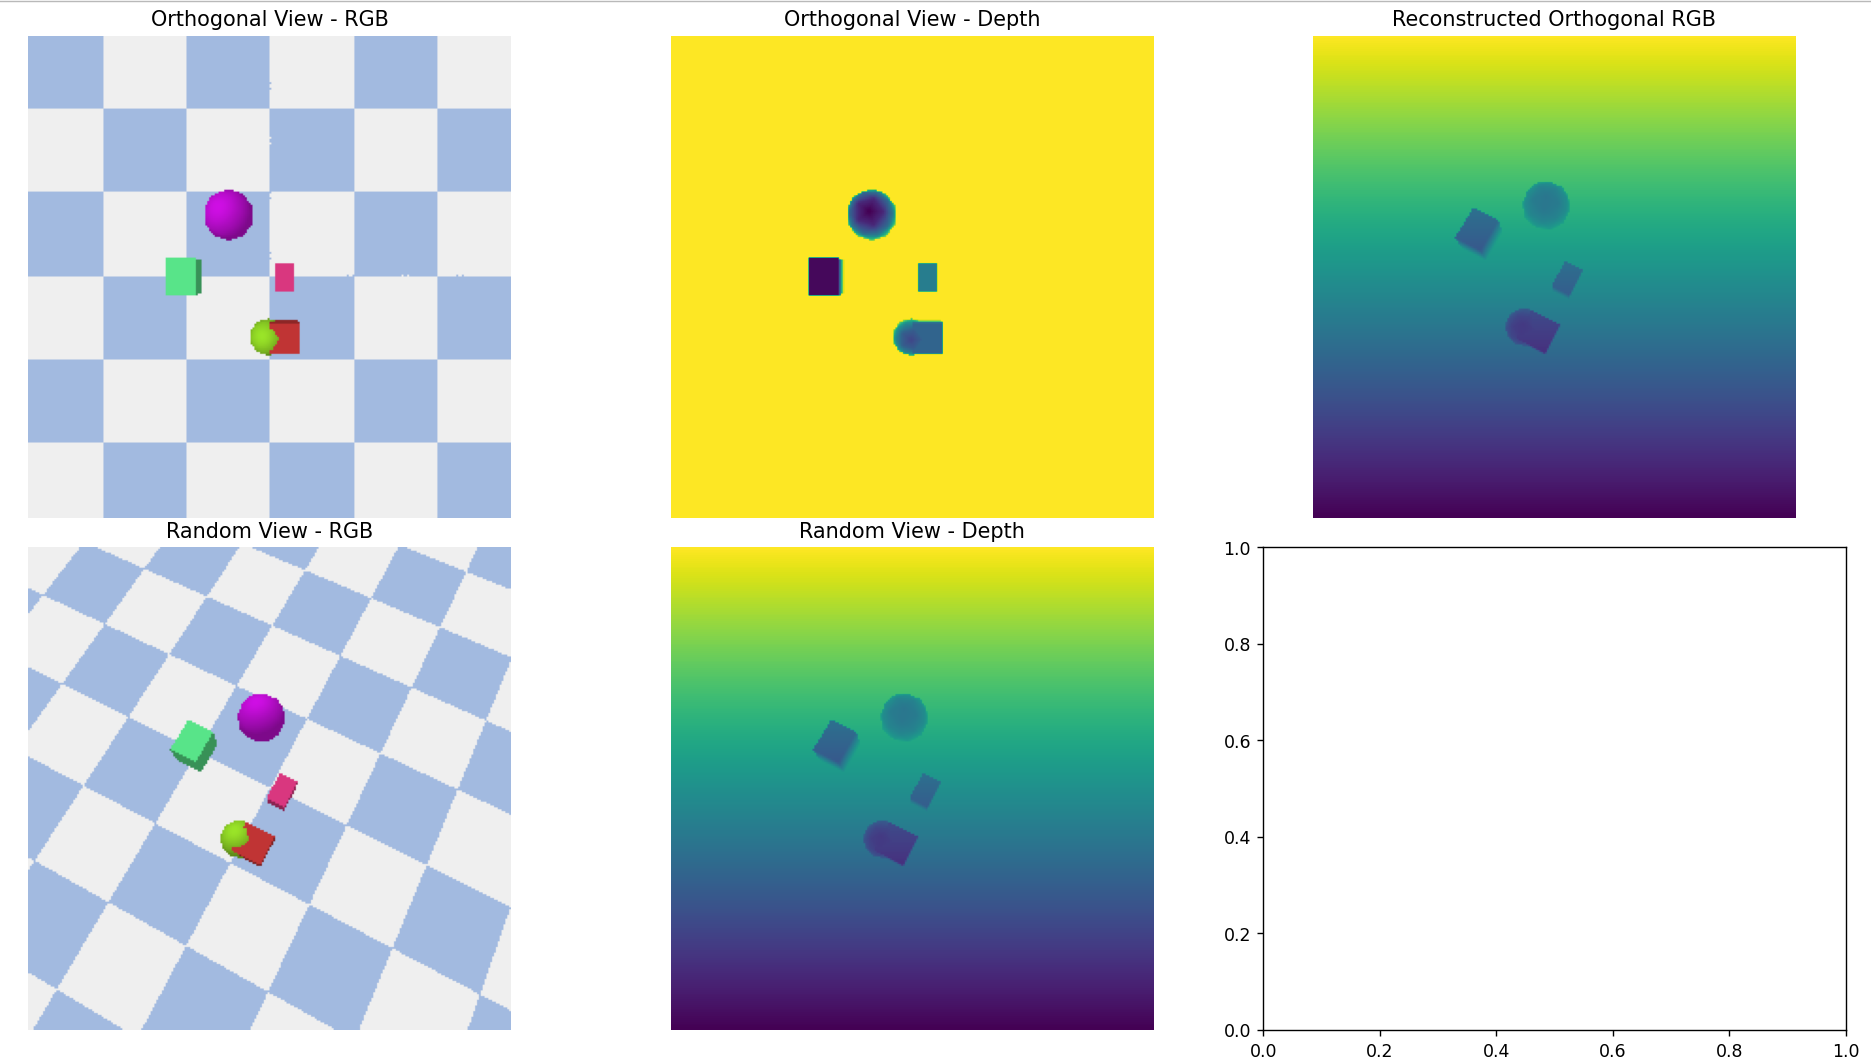 Orthogonal View - RGB
Orthogonal View - Depth
Reconstructed Orthogonal RGB
Random View - RGB
Random View - Depth
1.0
0.8
0.6
0.4
0.2
0.0
0.0 0.2 0.4 0.6 0.8 1.0